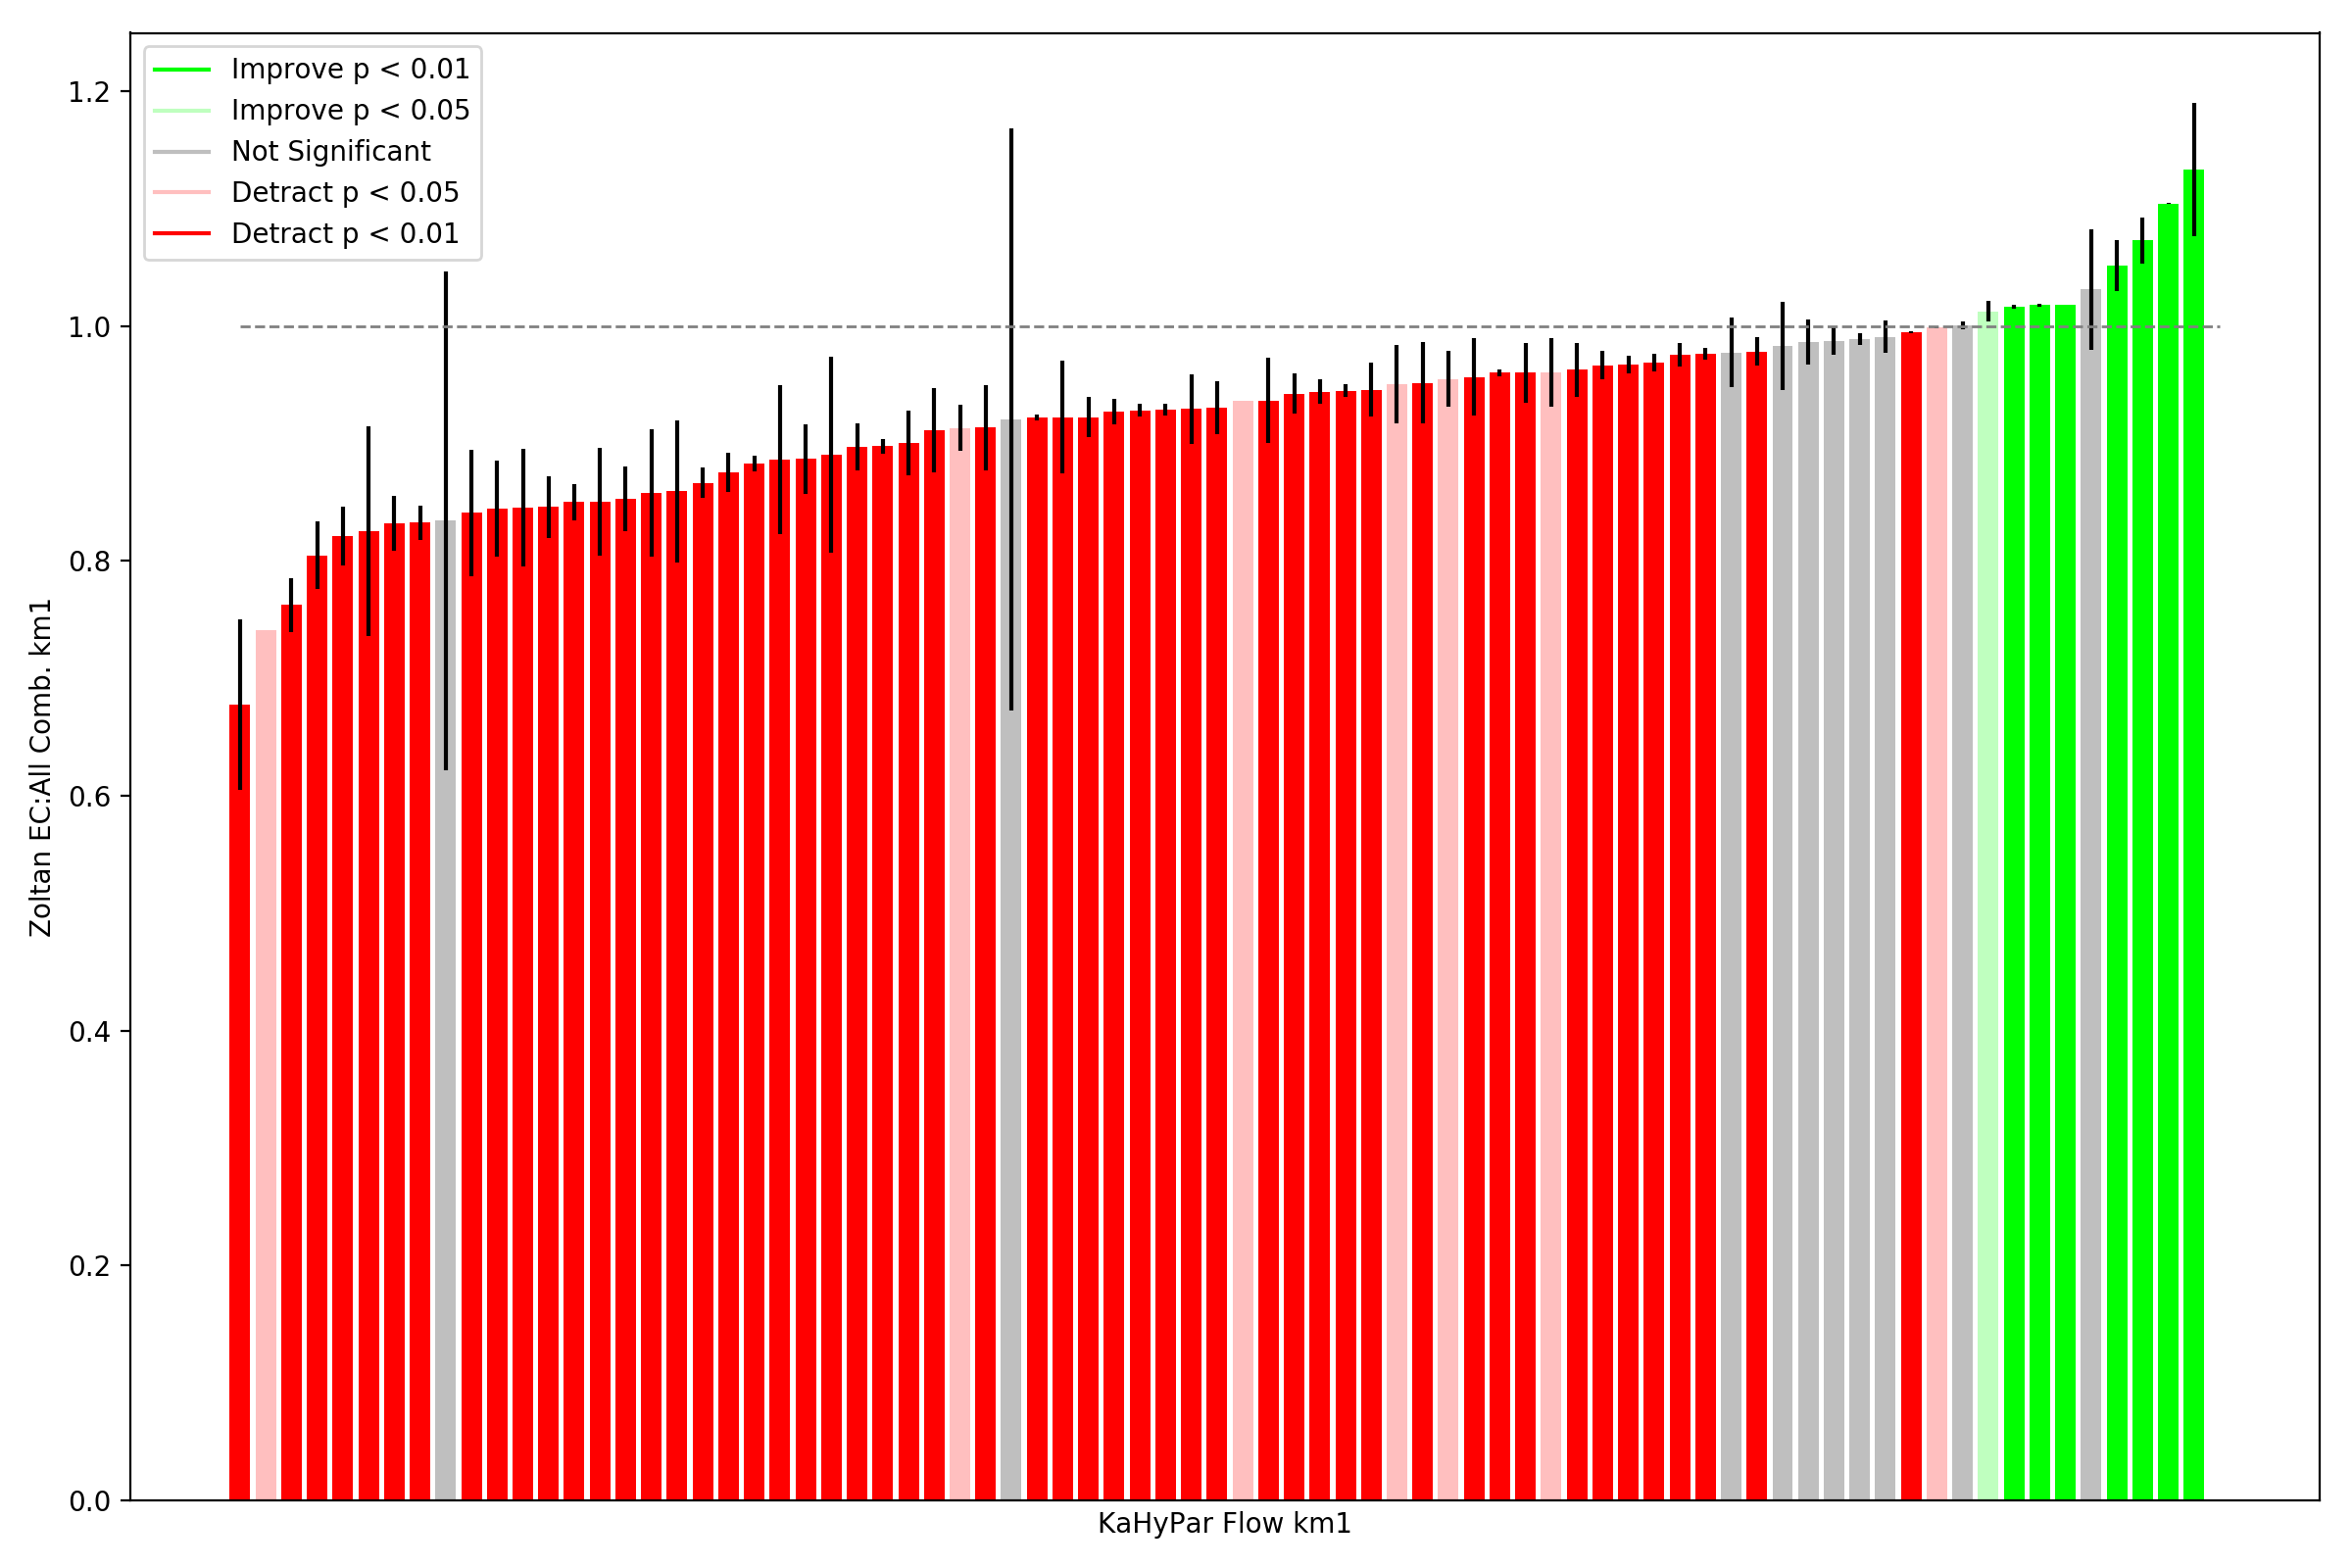 Improve p < 0.01
Improve p < 0.05
Not Significant
Detract p < 0.05
Detract p < 0.01
1.2
1.0
0.8
0.6
0.4
0.2
0.0
Zoltan EC:All Comb. km1
KaHyPar Flow km1